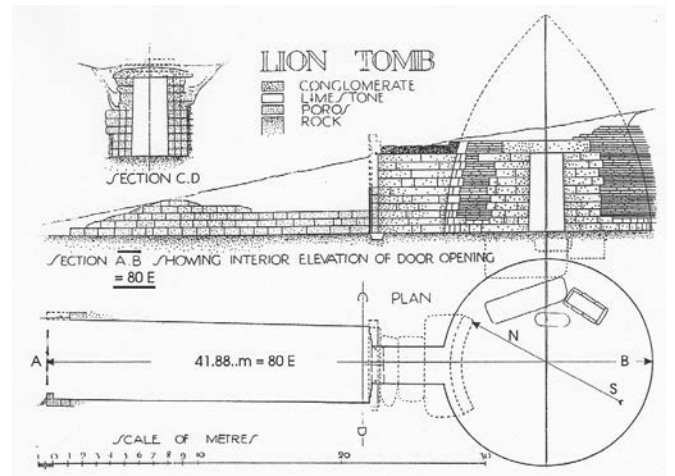 LION TOMB
CONGLOMERATE
LIMESTONE
POROS
ROCK
SECTION C.D
SECTION A.B SHOWING INTERIOR ELEVATION OF DOOR OPENING
= 80 E
PLAN
A
41.88..m = 80 E
N
B
S
D
SCALE OF METRES
1 0 1 2 3 4 5 6 7 8 9 10 20 30